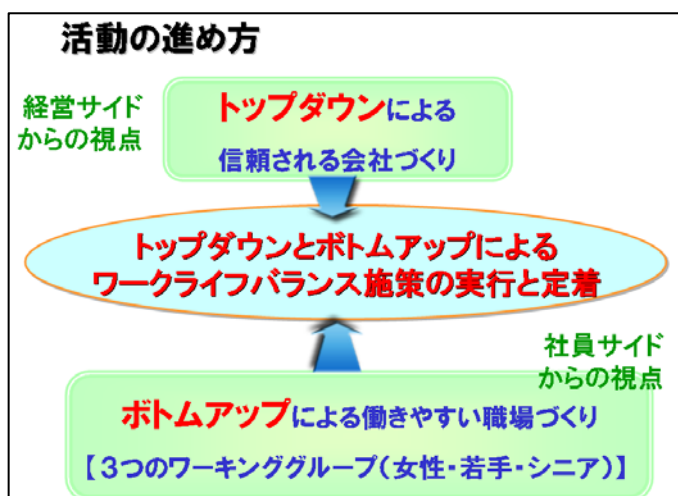 活動の進め方
経営サイド
からの視点
トップダウンによる
信頼される会社づくり
トップダウンとボトムアップによる
ワークライフバランス施策の実行と定着
社員サイド
からの視点
ボトムアップによる働きやすい職場づくり
【３つのワーキンググループ（女性・若手・シニア）】